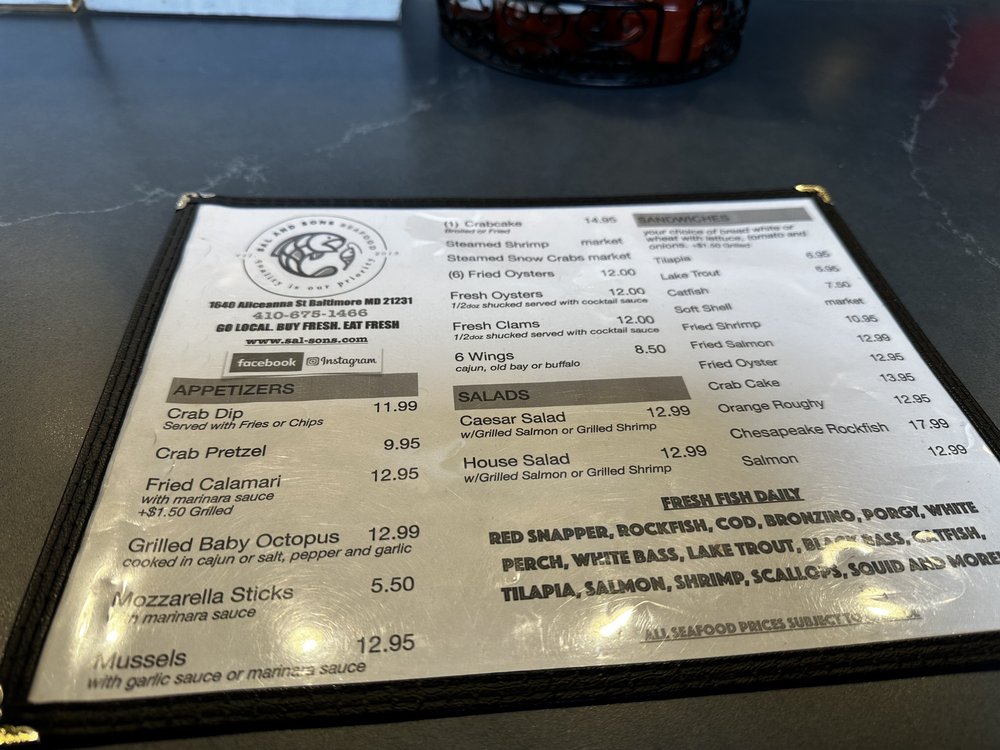 SAL AND SONS SEAFOOD
Quality is our priority
1640 Aliceanna St Baltimore MD 21231
410-675-1466
GO LOCAL. BUY FRESH. EAT FRESH
www.sal-sons.com
facebook Instagram
APPETIZERS
Crab Dip 11.99
Served with Fries or Chips
Crab Pretzel 9.95
Fried Calamari 12.95
with marinara sauce
+$1.50 Grilled
Grilled Baby Octopus 12.99
cooked in cajun or salt, pepper and garlic
Mozzarella Sticks 5.50
marinara sauce
Mussels 12.95
with garlic sauce or marinara sauce
(1) Crabcake 14.95
Broiled or Fried
Steamed Shrimp market
Steamed Snow Crabs market
(6) Fried Oysters 12.00
Fresh Oysters 12.00
1/2doz shucked served with cocktail sauce
Fresh Clams 12.00
1/2doz shucked served with cocktail sauce
6 Wings 8.50
cajun, old bay or buffalo
SALADS
Caesar Salad 12.99
w/Grilled Salmon or Grilled Shrimp
House Salad 12.99
w/Grilled Salmon or Grilled Shrimp
SANDWICHES
your choice of bread white or
wheat with lettuce, tomato and
onions. +$1.50 Grilled
Tilapia 6.95
Lake Trout 6.95
Catfish 7.50
Soft Shell market
Fried Shrimp 10.95
Fried Salmon 12.99
Fried Oyster 12.95
Crab Cake 13.95
Orange Roughy 12.95
Chesapeake Rockfish 17.99
Salmon 12.99
FRESH FISH DAILY
RED SNAPPER, ROCKFISH, COD, BRONZINO, PORGY, WHITE
PERCH, WHITE BASS, LAKE TROUT, BLACK BASS, CATFISH,
TILAPIA, SALMON, SHRIMP, SCALLOPS, SQUID AND MORE
ALL SEAFOOD PRICES SUBJECT TO